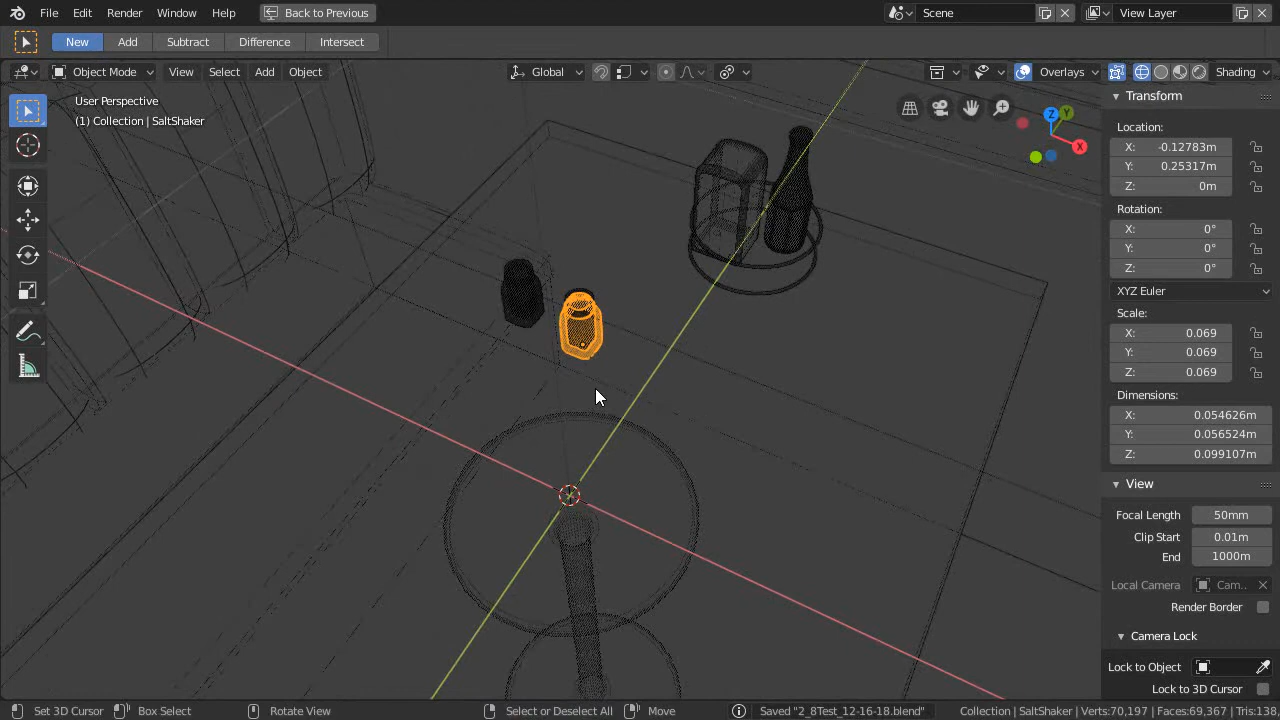 File Edit Render Window Help Back to Previous Scene View Layer
New Add Subtract Difference Intersect
Object Mode View Select Add Object Global Overlays Shading
User Perspective
(1) Collection | SaltShaker
Z
Y
X
Transform
Location:
X: -0.12783m
Y: 0.25317m
Z: 0m
Rotation:
X: 0°
Y: 0°
Z: 0°
XYZ Euler
Scale:
X: 0.069
Y: 0.069
Z: 0.069
Dimensions:
X: 0.054626m
Y: 0.056524m
Z: 0.099107m
View
Focal Length 50mm
Clip Start 0.01m
End 1000m
Local Camera Cam..
Render Border
Camera Lock
Lock to Object
Lock to 3D Cursor
Set 3D Cursor Box Select Rotate View Select or Deselect All Move Saved "2_8Test_12-16-18.blend" Collection | SaltShaker | Verts:70,197 | Faces:69,367 | Tris:138